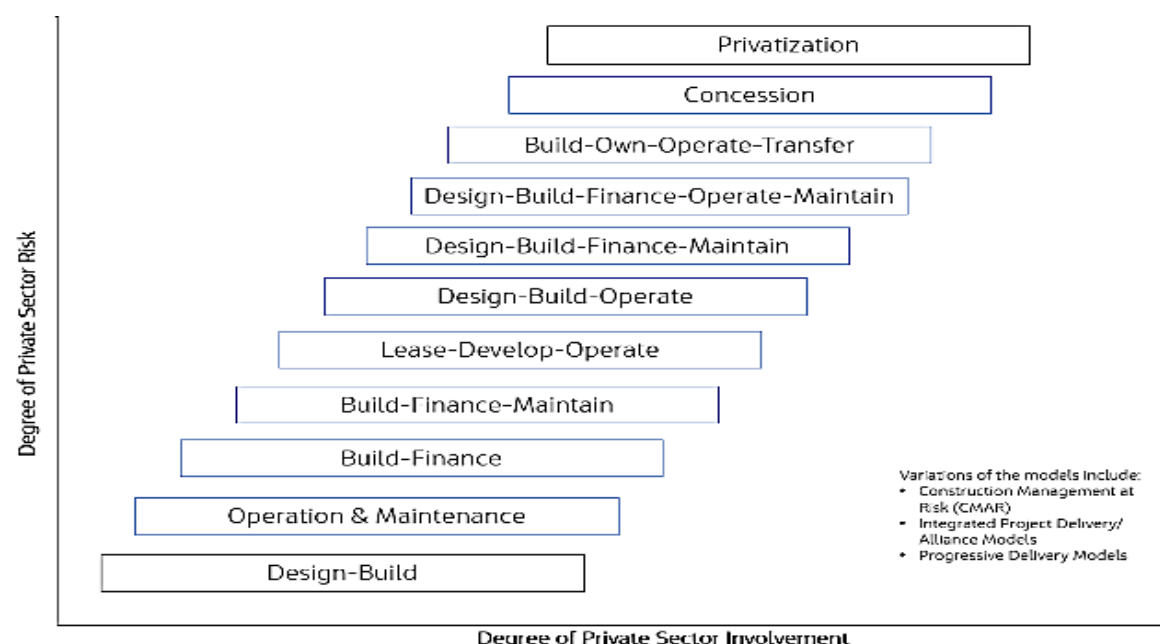 Privatization
Concession
Build-Own-Operate-Transfer
Design-Build-Finance-Operate-Maintain
Design-Build-Finance-Maintain
Design-Build-Operate
Lease-Develop-Operate
Build-Finance-Maintain
Build-Finance
Operation & Maintenance
Design-Build
Degree of Private Sector Risk
Variations of the models include:
• Construction Management at
Risk (CMAR)
• Integrated Project Delivery/
Alliance Models
• Progressive Delivery Models
Degree of Private Sector Involvement